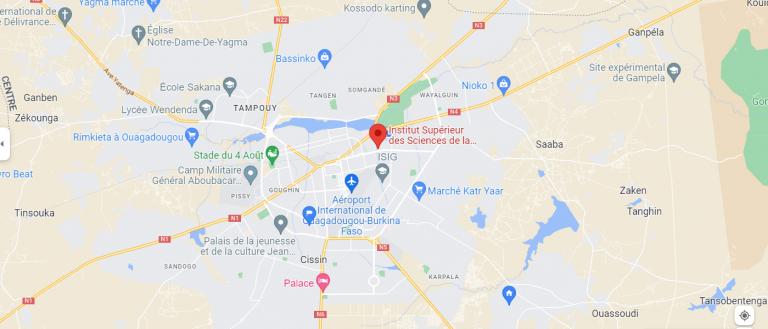 Yagma marché
N22
Kossodo karting
nternational de
e Délivrance...
Église
Notre-Dame-De-Yagma
N3
Ganpéla
Ave Yatenga
Bassinko
Site expérimental
de Gampela
École Sakana
SOMGANDÉ
Nioko 1
CENTRE
Ganben
TANGEN
N3
WAYALGUIN
Lycée Wendenda
TAMPOUY
N4
Zékounga
Rimkieta à Ouagadougou
Institut Supérieur
des Sciences de la...
Saaba
Stade du 4 Août
ISIG
ro Beat
Camp Militaire
Général Aboubacar...
GOUGHIN
PISSY
Marché Katr Yaar
Zaken
Aéroport
International de
Ouagadougou-Burkina
Faso
Tinsouka
Tanghin
N1
Palais de la jeunesse
et de la culture Jean...
N5
Cissin
SANDOGO
KARPALA
Palace
N1
Tansobentenga
N6
Ouassoudi